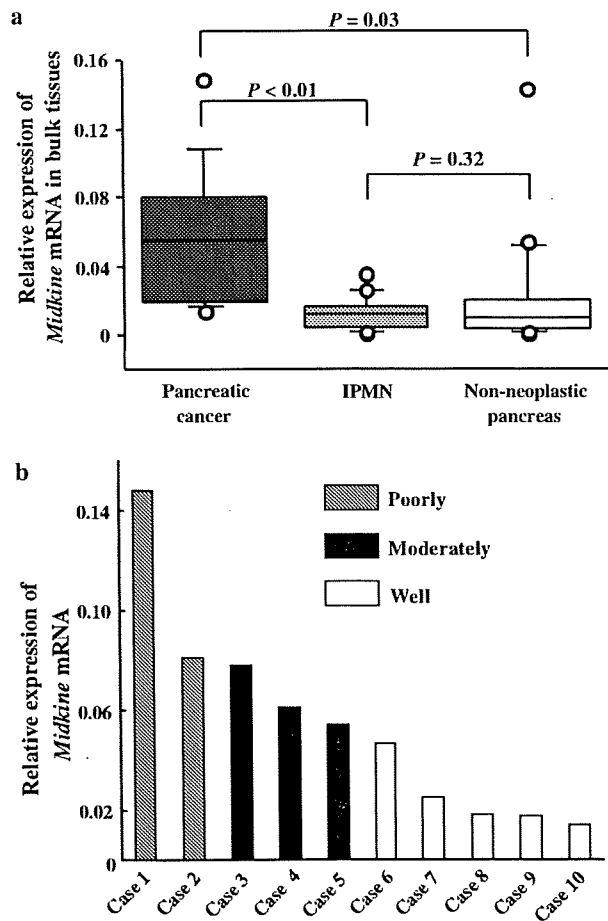 a
P = 0.03
P < 0.01
P = 0.32
Relative expression of
Midkine mRNA in bulk tissues
0.16
0.12
0.08
0.04
0
Pancreatic
cancer
IPMN
Non-neoplastic
pancreas
b
Relative expression of
Midkine mRNA
0.14
0.10
0.06
0.02
0
Poorly
Moderately
Well
Case 1
Case 2
Case 3
Case 4
Case 5
Case 6
Case 7
Case 8
Case 9
Case 10